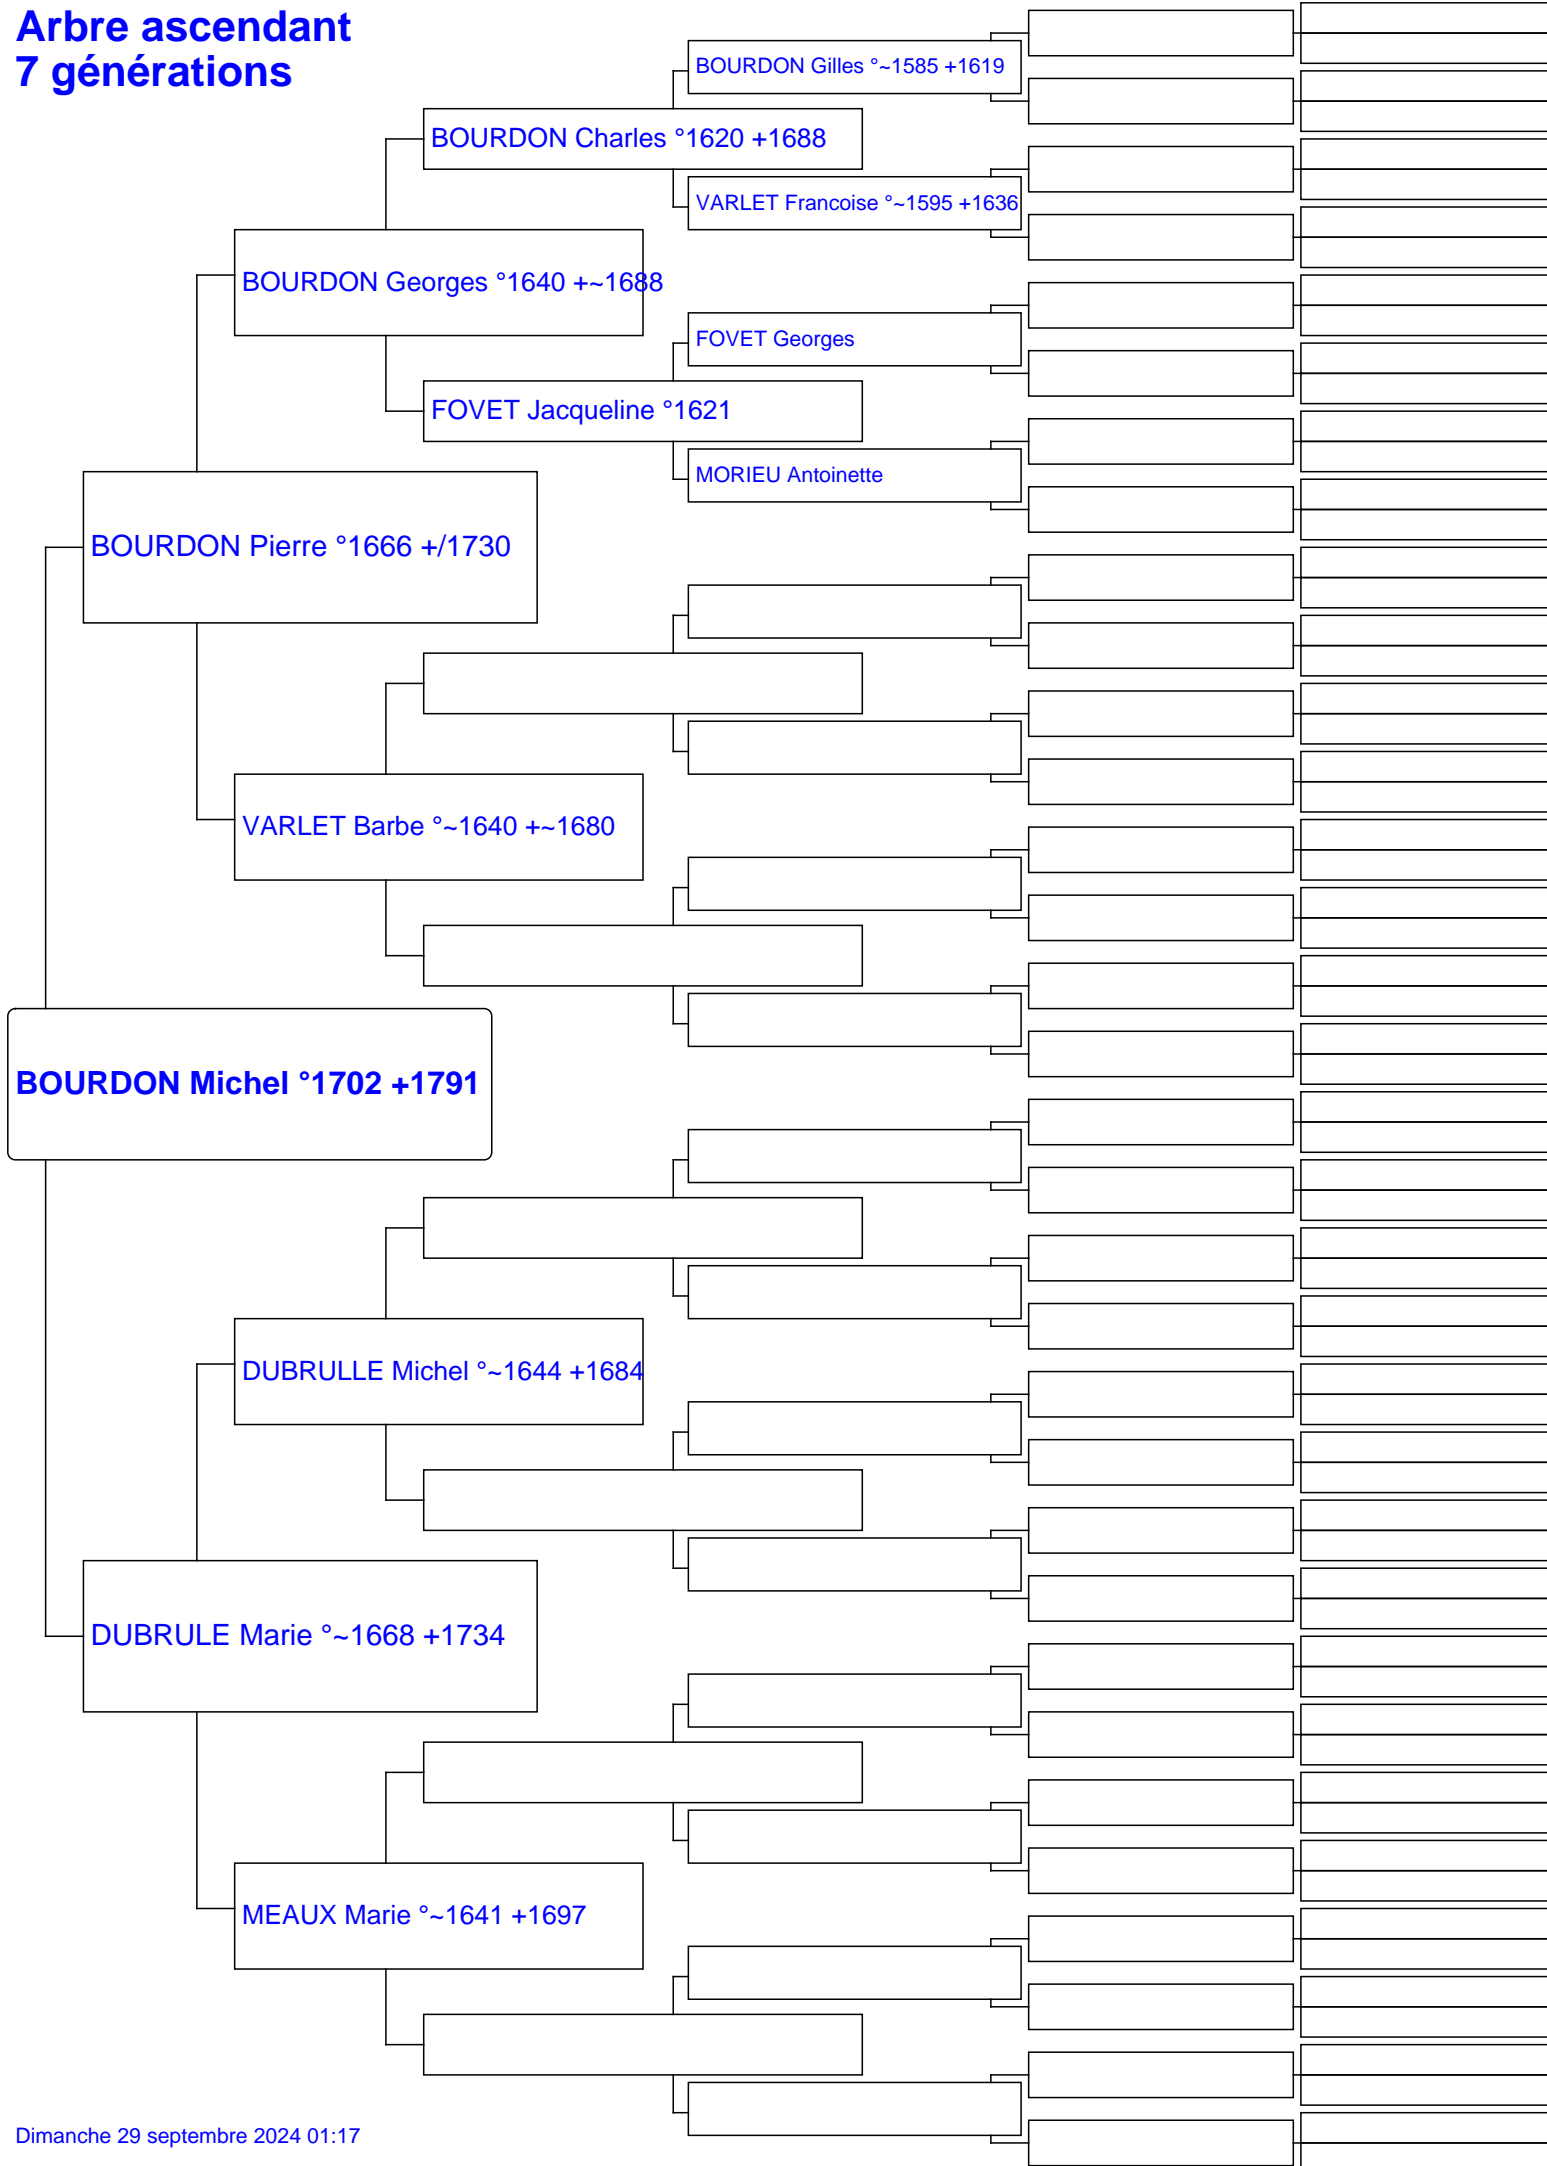 Arbre ascendant
7 générations
BOURDON Gilles °~1585 +1619
BOURDON Charles °1620 +1688
VARLET Francoise °~1595 +1636
BOURDON Georges °1640 +~1688
FOVET Georges
FOVET Jacqueline °1621
MORIEU Antoinette
BOURDON Pierre °1666 +/1730
VARLET Barbe °~1640 +~1680
BOURDON Michel °1702 +1791
DUBRULLE Michel °~1644 +1684
DUBRULE Marie °~1668 +1734
MEAUX Marie °~1641 +1697
Dimanche 29 septembre 2024 01:17